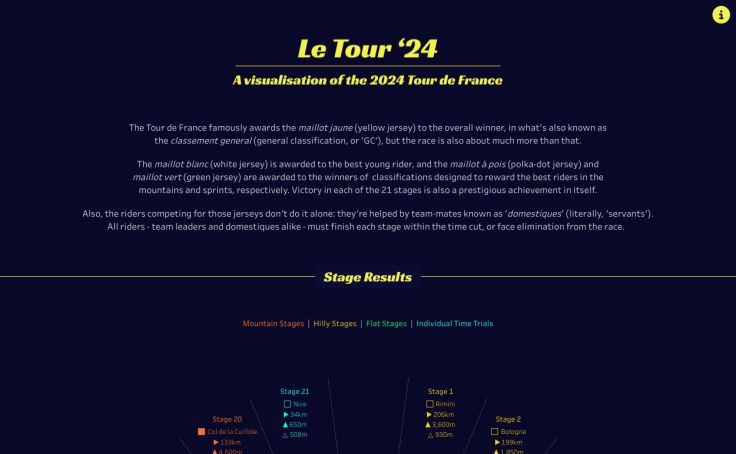 Le Tour ‘24
A visualisation of the 2024 Tour de France
The Tour de France famously awards the maillot jaune (yellow jersey) to the overall winner, in what's also known as
the classement general (general classification, or 'GC'), but the race is also about much more than that.
The maillot blanc (white jersey) is awarded to the best young rider, and the maillot à pois (polka-dot jersey) and
maillot vert (green jersey) are awarded to the winners of classifications designed to reward the best riders in the
mountains and sprints, respectively. Victory in each of the 21 stages is also a prestigious achievement in itself.
Also, the riders competing for those jerseys don't do it alone: they're helped by team-mates known as 'domestiques' (literally, 'servants').
All riders - team leaders and domestiques alike - must finish each stage within the time cut, or face elimination from the race.
Stage Results
Mountain Stages | Hilly Stages | Flat Stages | Individual Time Trials
Stage 21
Nice
34km
650m
508m
Stage 1
Rimini
206km
3,600m
930m
Stage 20
Col de la Cuillole
133km
4,600m
Stage 2
Bologna
199km
1,850m